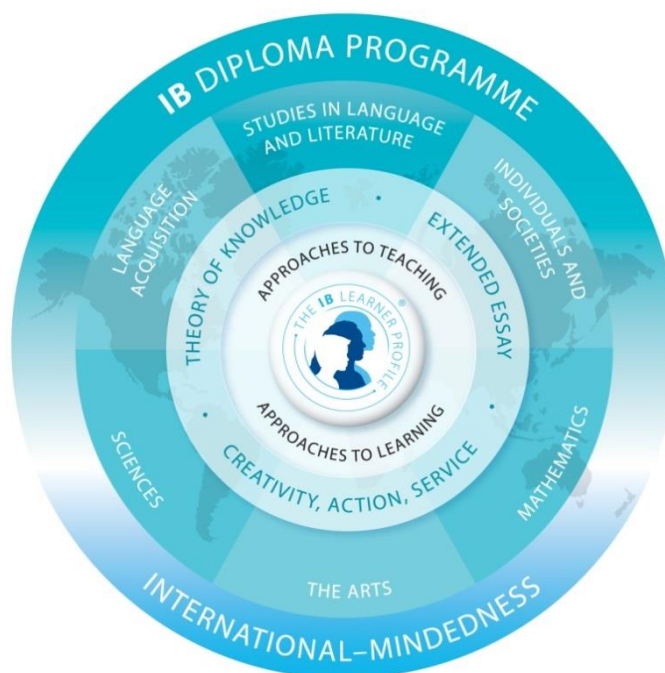 IB DIPLOMA PROGRAMME
STUDIES IN LANGUAGE
AND LITERATURE
LANGUAGE
ACQUISITION
INDIVIDUALS AND
SOCIETIES
THEORY OF KNOWLEDGE
·
EXTENDED ESSAY
APPROACHES TO TEACHING
THE IB LEARNER PROFILE
®
APPROACHES TO LEARNING
·
CREATIVITY, ACTION, SERVICE
·
SCIENCES
MATHEMATICS
THE ARTS
INTERNATIONAL–MINDEDNESS